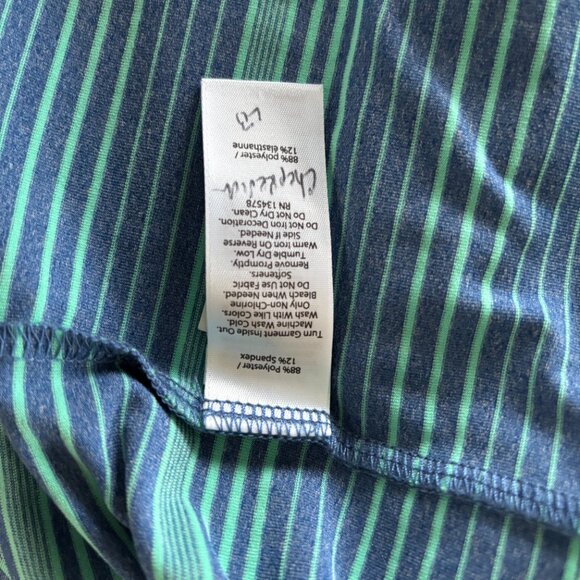 88% Polyester /
12% Spandex
Turn Garment Inside Out.
Machine Wash Cold.
Wash With Like Colors.
Only Non-Chlorine
Bleach When Needed.
Do Not Use Fabric
Softeners.
Remove Promptly.
Tumble Dry Low.
Warm Iron On Reverse
Side If Needed.
Do Not Iron Decoration.
Do Not Dry Clean.
RN 134578
88% polyester /
12% élasthanne